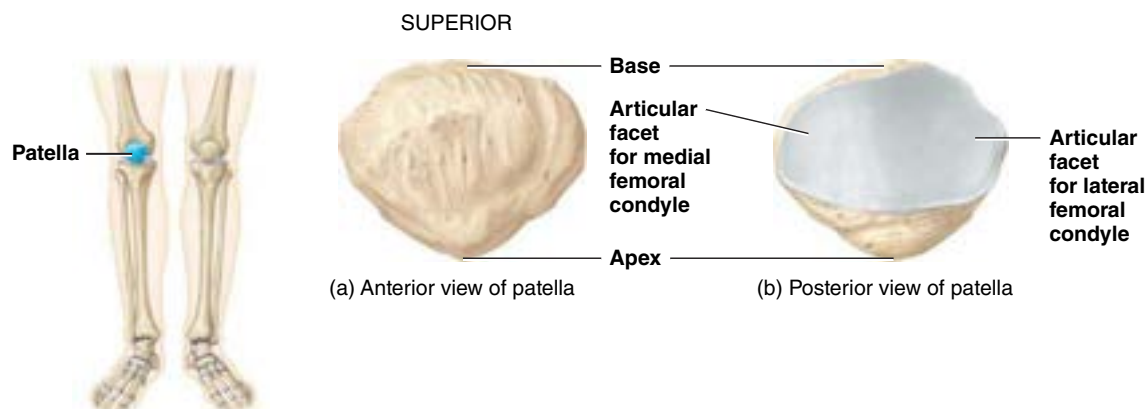 SUPERIOR
Patella
Base
Articular
facet
for medial
femoral
condyle
Articular
facet
for lateral
femoral
condyle
Apex
(a) Anterior view of patella
(b) Posterior view of patella